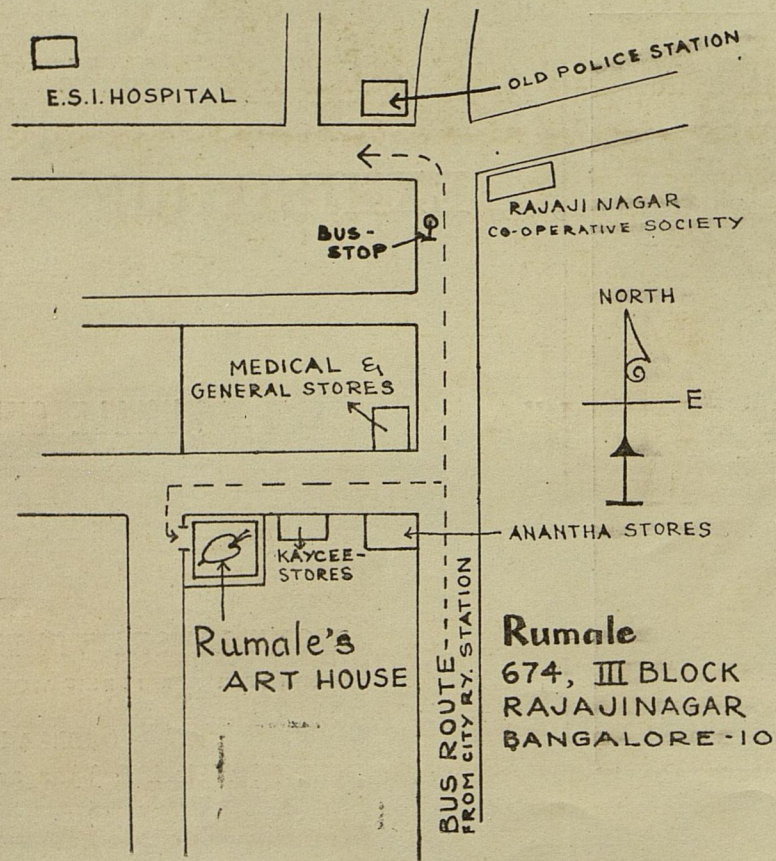 OLD POLICE STATION
E.S.I. HOSPITAL
RAJAJI NAGAR
CO-OPERATIVE SOCIETY
BUS-
STOP
NORTH
E
MEDICAL &
GENERAL STORES
ANANTHA STORES
KAYCEE-
STORES
Rumale's
ART HOUSE
BUS ROUTE
FROM CITY RY. STATION
Rumale
674, III BLOCK
RAJAJINAGAR
BANGALORE-10